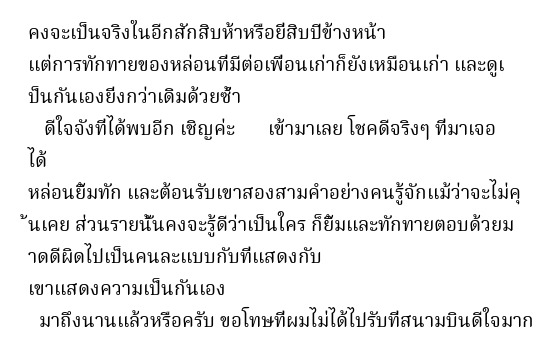 คงจะเป็นจริงในอีกสักสิบห้าหรือยี่สิบปีข้างหน้า
แต่การทักทายของหล่อนที่มีต่อเพื่อนเก่าก็ยังเหมือนเก่า และดูเ
ป็นกันเองยิ่งกว่าเดิมด้วยซ้ำ
ดีใจจังที่ได้พบอีก เชิญค่ะ เข้ามาเลย โชคดีจริงๆ ที่มาเจอ
ได้
หล่อนยิ้มทัก และต้อนรับเขาสองสามคำอย่างคนรู้จักแม้ว่าจะไม่คุ
้นเคย ส่วนรายนั้นคงจะรู้ดีว่าเป็นใคร ก็ยิ้มและทักทายตอบด้วยม
าดดีผิดไปเป็นคนละแบบกับที่แสดงกับ
เขาแสดงความเป็นกันเอง
มาถึงนานแล้วหรือครับ ขอโทษที่ผมไม่ได้ไปรับที่สนามบินดีใจมาก